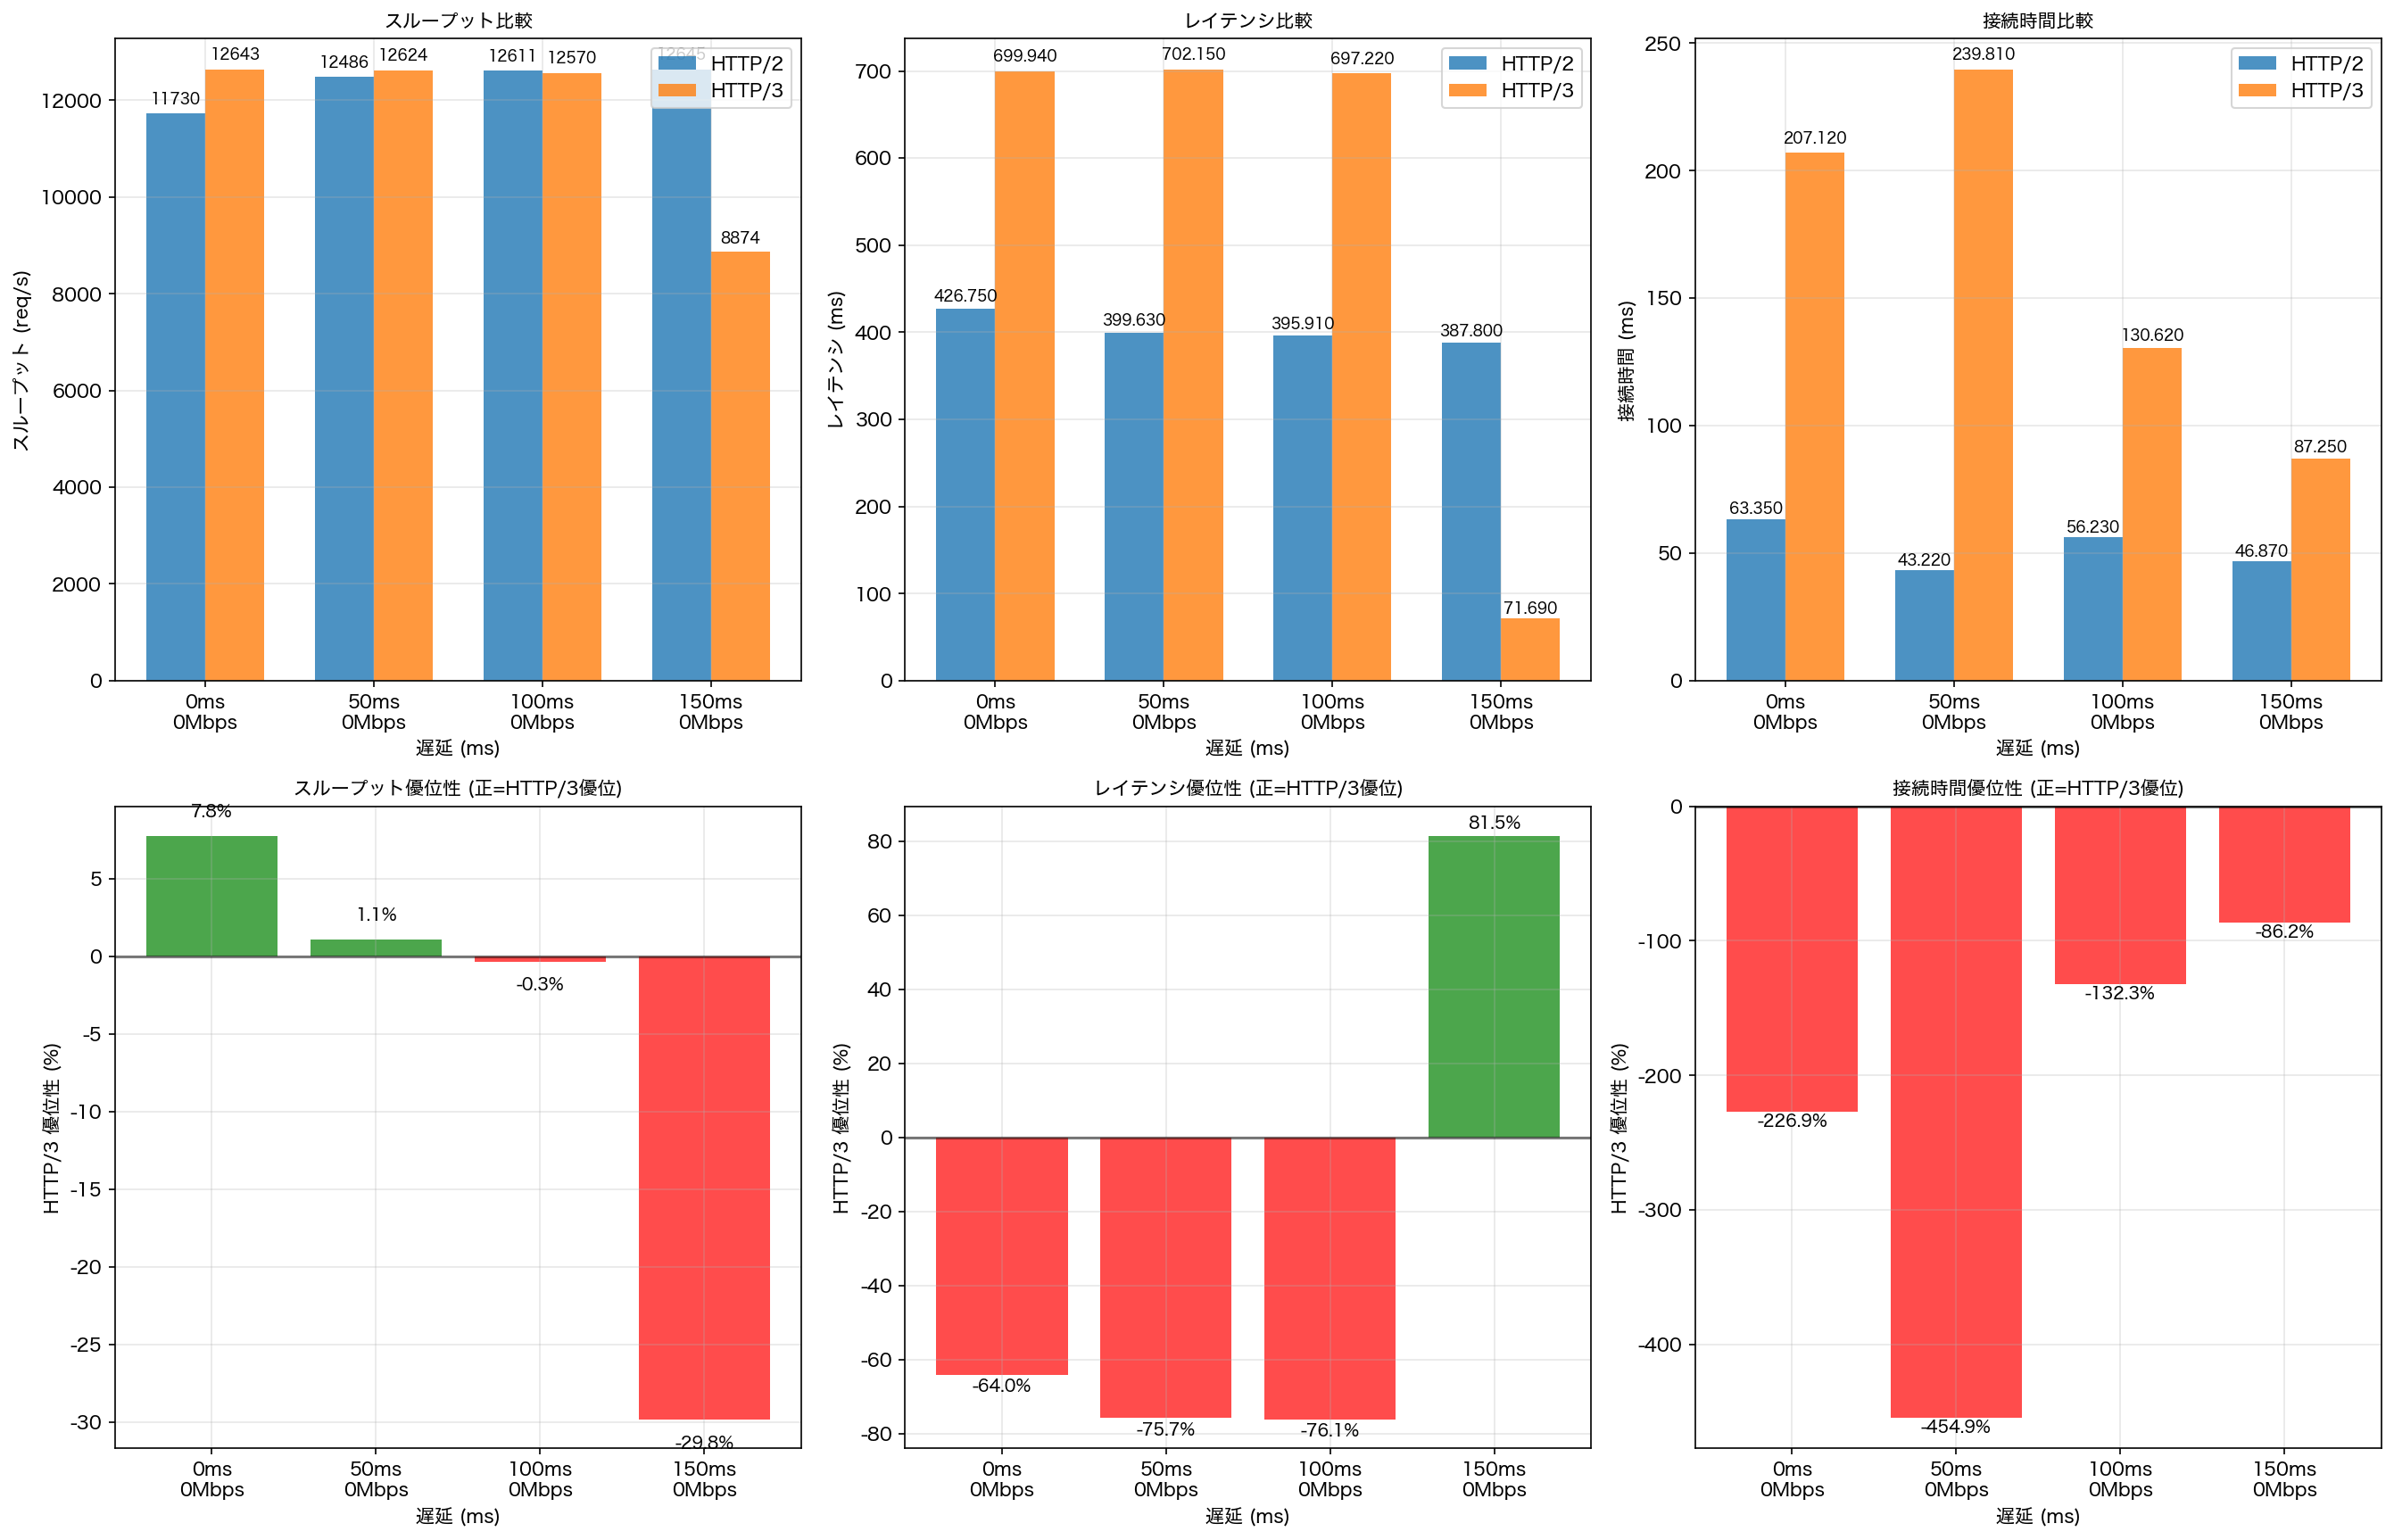 スループット比較
12643
12486
12624
12611
12570
12645
11730
8874
HTTP/2
HTTP/3
12000
10000
8000
6000
4000
2000
0
スループット (req/s)
0ms
0Mbps
50ms
0Mbps
100ms
0Mbps
150ms
0Mbps
遅延 (ms)
レイテンシ比較
699.940
702.150
697.220
426.750
399.630
395.910
387.800
71.690
HTTP/2
HTTP/3
700
600
500
400
300
200
100
0
レイテンシ (ms)
0ms
0Mbps
50ms
0Mbps
100ms
0Mbps
150ms
0Mbps
遅延 (ms)
接続時間比較
239.810
207.120
130.620
87.250
63.350
43.220
56.230
46.870
HTTP/2
HTTP/3
250
200
150
100
50
0
接続時間 (ms)
0ms
0Mbps
50ms
0Mbps
100ms
0Mbps
150ms
0Mbps
遅延 (ms)
スループット優位性 (正=HTTP/3優位)
7.8%
1.1%
-0.3%
-29.8%
5
0
-5
-10
-15
-20
-25
-30
HTTP/3 優位性 (%)
0ms
0Mbps
50ms
0Mbps
100ms
0Mbps
150ms
0Mbps
遅延 (ms)
レイテンシ優位性 (正=HTTP/3優位)
81.5%
-64.0%
-75.7%
-76.1%
80
60
40
20
0
-20
-40
-60
-80
HTTP/3 優位性 (%)
0ms
0Mbps
50ms
0Mbps
100ms
0Mbps
150ms
0Mbps
遅延 (ms)
接続時間優位性 (正=HTTP/3優位)
-86.2%
-132.3%
-226.9%
-454.9%
0
-100
-200
-300
-400
HTTP/3 優位性 (%)
0ms
0Mbps
50ms
0Mbps
100ms
0Mbps
150ms
0Mbps
遅延 (ms)